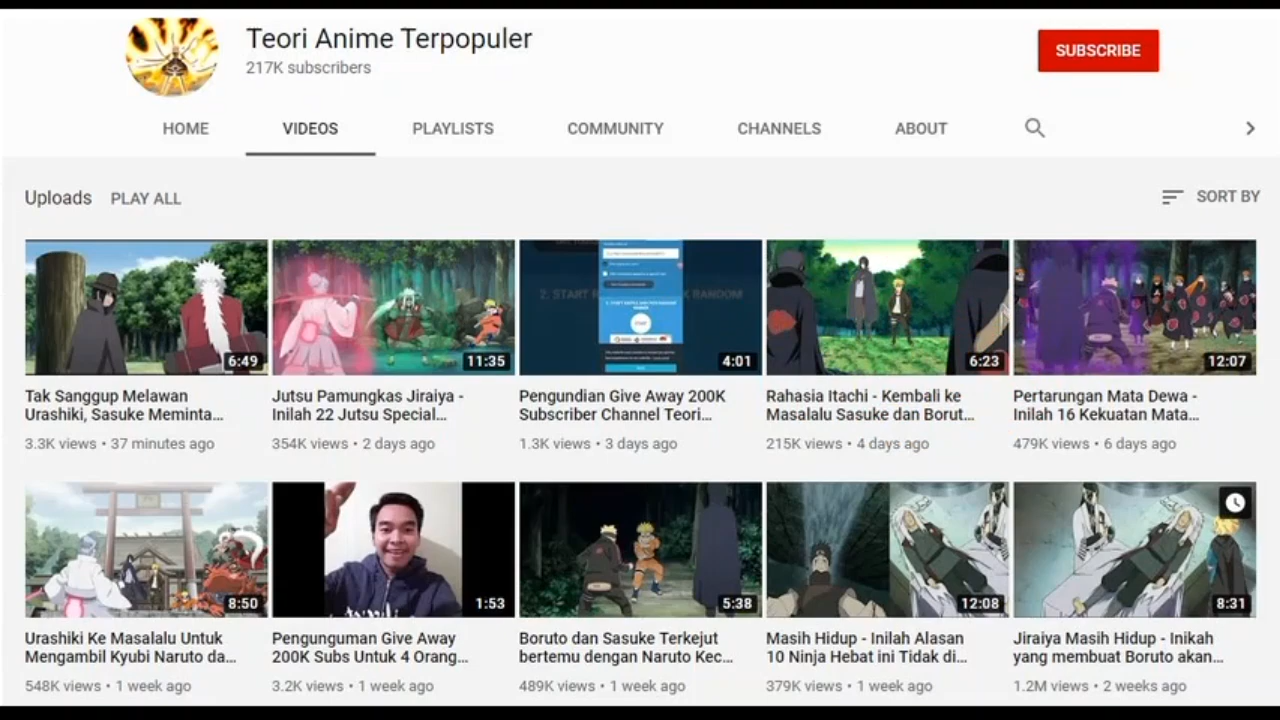 Teori Anime Terpopuler
217K subscribers
SUBSCRIBE
HOME VIDEOS PLAYLISTS COMMUNITY CHANNELS ABOUT
Uploads PLAY ALL SORT BY
6:49 11:35 4:01 6:23 12:07
Tak Sanggup Melawan
Urashiki, Sasuke Meminta...
3.3K views • 37 minutes ago
Jutsu Pamungkas Jiraiya -
Inilah 22 Jutsu Special...
354K views • 2 days ago
Pengundian Give Away 200K
Subscriber Channel Teori...
1.3K views • 3 days ago
Rahasia Itachi - Kembali ke
Masalalu Sasuke dan Borut...
215K views • 4 days ago
Pertarungan Mata Dewa -
Inilah 16 Kekuatan Mata...
479K views • 6 days ago
8:50 1:53 5:38 12:08 8:31
Urashiki Ke Masalalu Untuk
Mengambil Kyubi Naruto da...
548K views • 1 week ago
Pengunguman Give Away
200K Subs Untuk 4 Orang...
3.2K views • 1 week ago
Boruto dan Sasuke Terkejut
bertemu dengan Naruto Kec...
489K views • 1 week ago
Masih Hidup - Inilah Alasan
10 Ninja Hebat ini Tidak di...
379K views • 1 week ago
Jiraiya Masih Hidup - Inikah
yang membuat Boruto akan...
1.2M views • 2 weeks ago